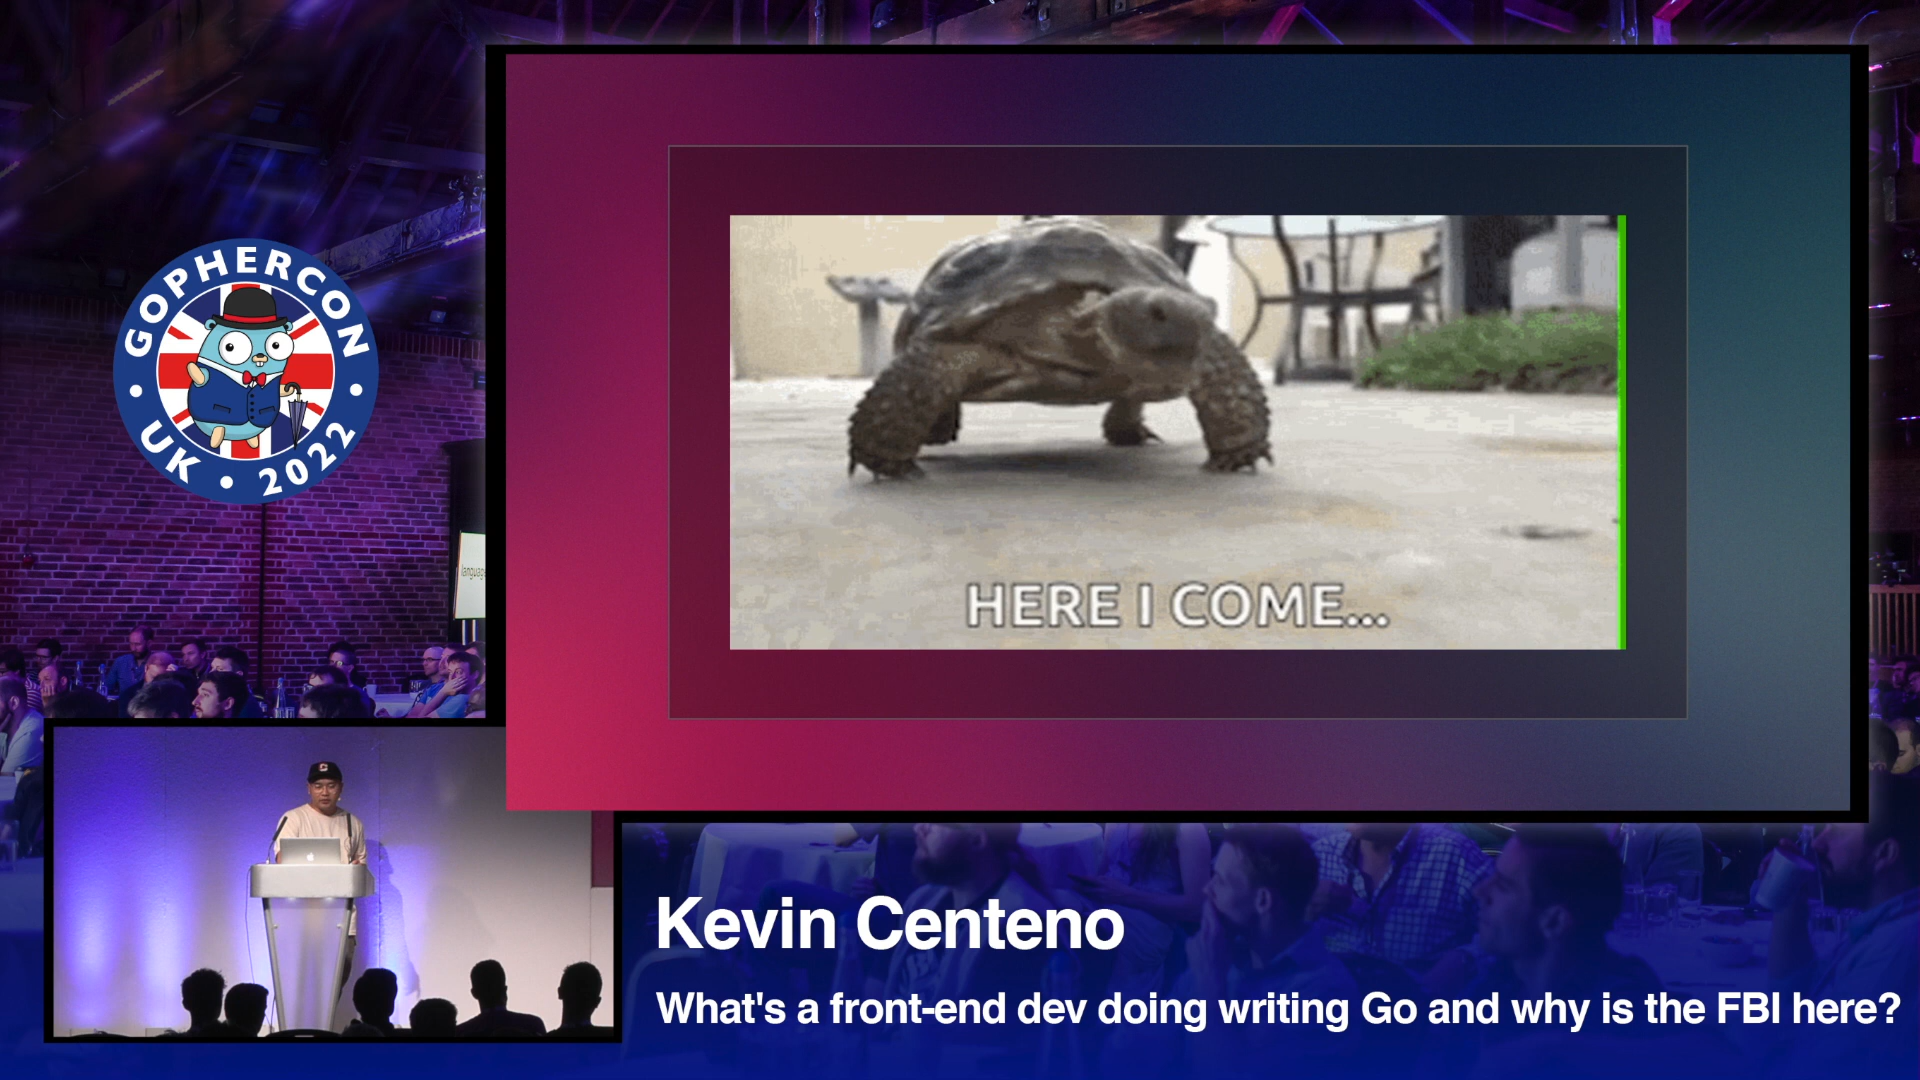 GOPHERCON
UK • 2022
language
HERE I COME...
Kevin Centeno
What's a front-end dev doing writing Go and why is the FBI here?